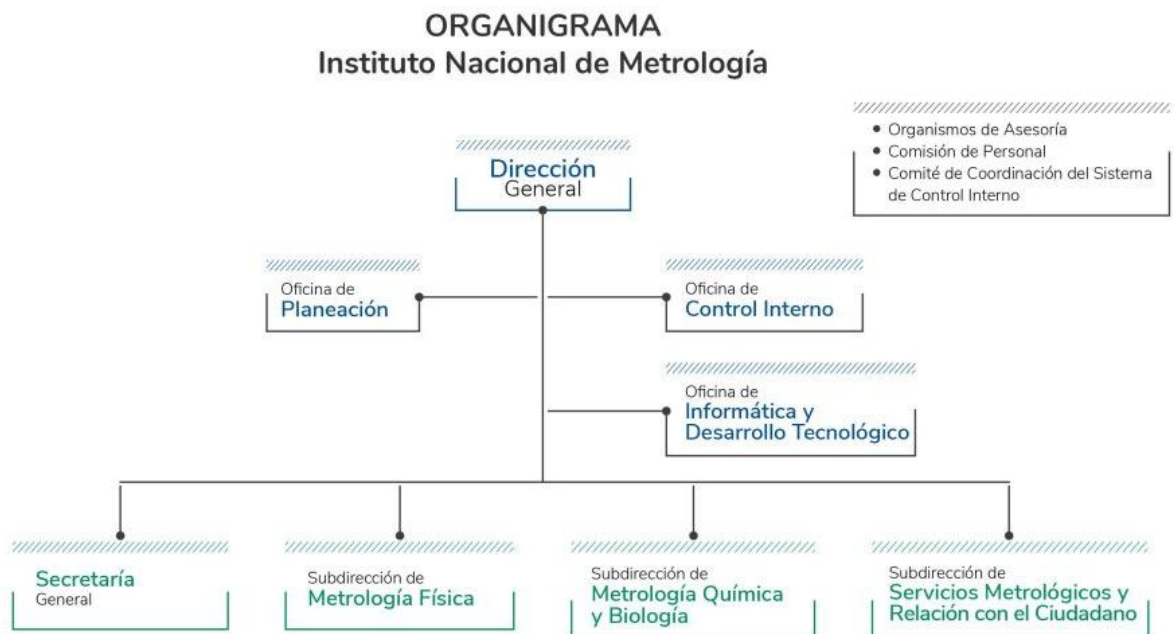 ORGANIGRAMA
Instituto Nacional de Metrología
• Organismos de Asesoría
• Comisión de Personal
• Comité de Coordinación del Sistema
de Control Interno
Dirección
General
Oficina de
Planeación
Oficina de
Control Interno
Oficina de
Informática y
Desarrollo Tecnológico
Secretaría
General
Subdirección de
Metrología Física
Subdirección de
Metrología Química
y Biología
Subdirección de
Servicios Metrológicos y
Relación con el Ciudadano